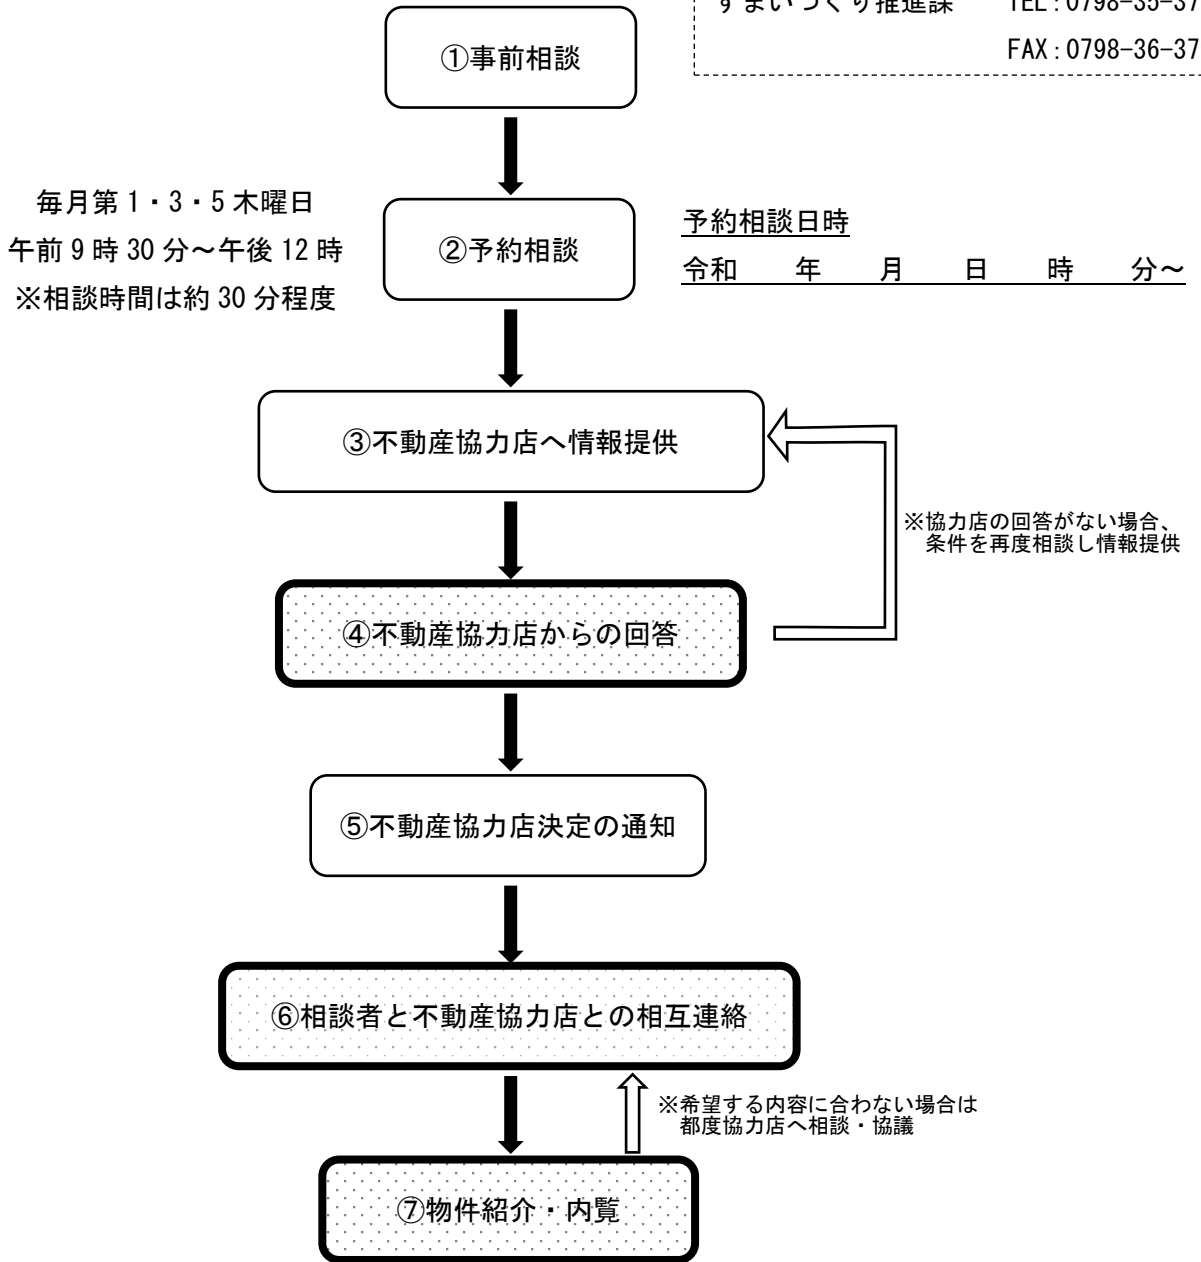 すまいづくり推進課 TEL：0798-35-37
FAX：0798-36-37
①事前相談
毎月第1・3・5木曜日
午前9時30分～午後12時
※相談時間は約30分程度
②予約相談
予約相談日時
令和 年 月 日 時 分～
③不動産協力店へ情報提供
※協力店の回答がない場合、
条件を再度相談し情報提供
④不動産協力店からの回答
⑤不動産協力店決定の通知
⑥相談者と不動産協力店との相互連絡
※希望する内容に合わない場合は
都度協力店へ相談・協議
⑦物件紹介・内覧